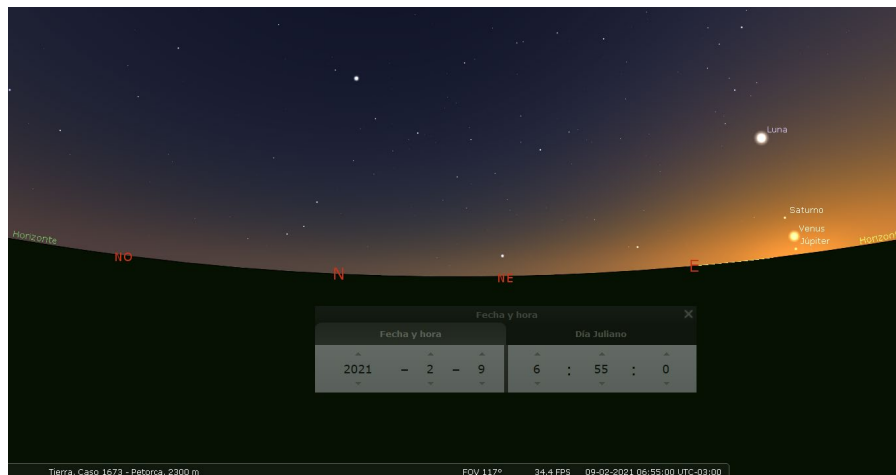 Luna
Saturno
Venus
Júpiter
Horizonte
Horizont
NO
N
NE
E
Fecha y hora
Fecha y hora
Día Juliano
2021 – 2 – 9 6 : 55 : 0
Tierra, Caso 1673 - Petorca, 2300 m FOV 117º 34.4 FPS 09-02-2021 06:55:00 UTC-03:00